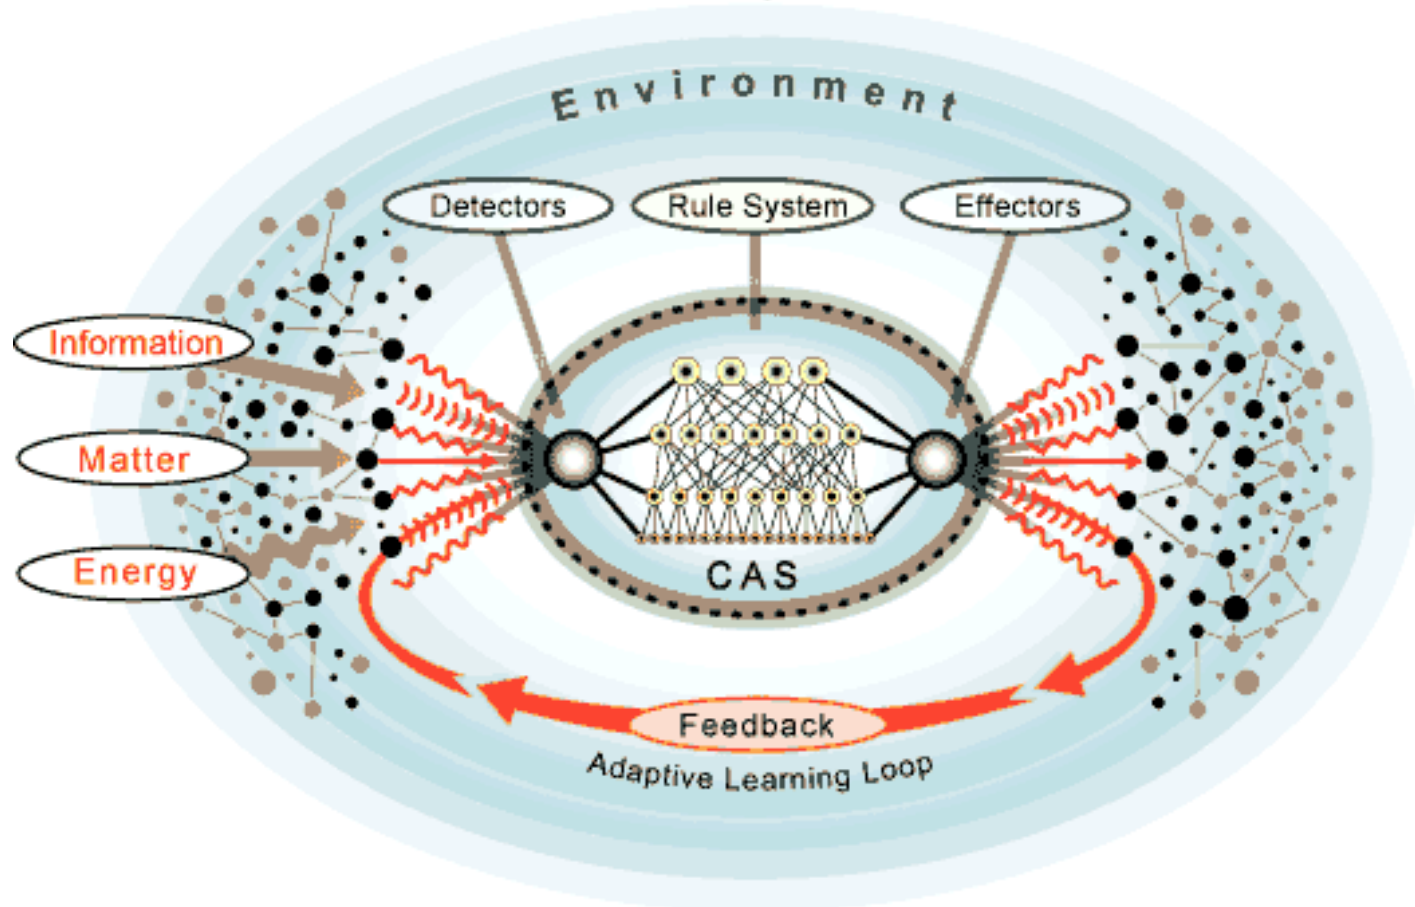 Environment
Detectors
Rule System
Effectors
Information
Matter
Energy
CAS
Feedback
Adaptive Learning Loop